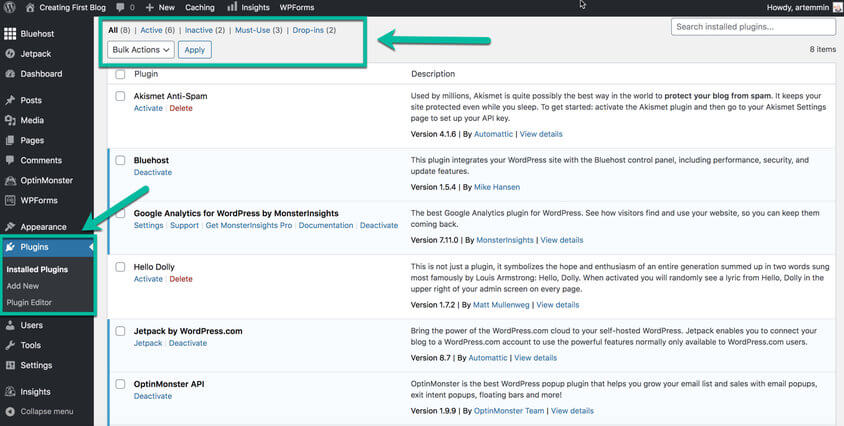 Creating First Blog 0 + New Caching Insights WPForms Howdy, artemmin
Bluehost
Jetpack
Dashboard
Posts
Media
Pages
Comments
OptinMonster
WPForms
Appearance
Plugins
Installed Plugins
Add New
Plugin Editor
Users
Tools
Settings
Insights
Collapse menu
All (8) | Active (6) | Inactive (2) | Must-Use (3) | Drop-ins (2)
Search installed plugins...
Bulk Actions Apply
8 items
Plugin Description
Akismet Anti-Spam
Activate | Delete
Used by millions, Akismet is quite possibly the best way in the world to protect your blog from spam. It keeps your
site protected even while you sleep. To get started: activate the Akismet plugin and then go to your Akismet Settings
page to set up your API key.
Version 4.1.6 | By Automattic | View details
Bluehost
Deactivate
This plugin integrates your WordPress site with the Bluehost control panel, including performance, security, and
update features.
Version 1.5.4 | By Mike Hansen
Google Analytics for WordPress by MonsterInsights
Settings | Support | Get MonsterInsights Pro | Documentation | Deactivate
The best Google Analytics plugin for WordPress. See how visitors find and use your website, so you can keep them
coming back.
Version 7.11.0 | By MonsterInsights | View details
Hello Dolly
Activate | Delete
This is not just a plugin, it symbolizes the hope and enthusiasm of an entire generation summed up in two words sung
most famously by Louis Armstrong: Hello, Dolly. When activated you will randomly see a lyric from Hello, Dolly in the
upper right of your admin screen on every page.
Version 1.7.2 | By Matt Mullenweg | View details
Jetpack by WordPress.com
Jetpack | Deactivate
Bring the power of the WordPress.com cloud to your self-hosted WordPress. Jetpack enables you to connect your
blog to a WordPress.com account to use the powerful features normally only available to WordPress.com users.
Version 8.7 | By Automattic | View details
OptinMonster API
Deactivate
OptinMonster is the best WordPress popup plugin that helps you grow your email list and sales with email popups,
exit intent popups, floating bars and more!
Version 1.9.9 | By OptinMonster Team | View details